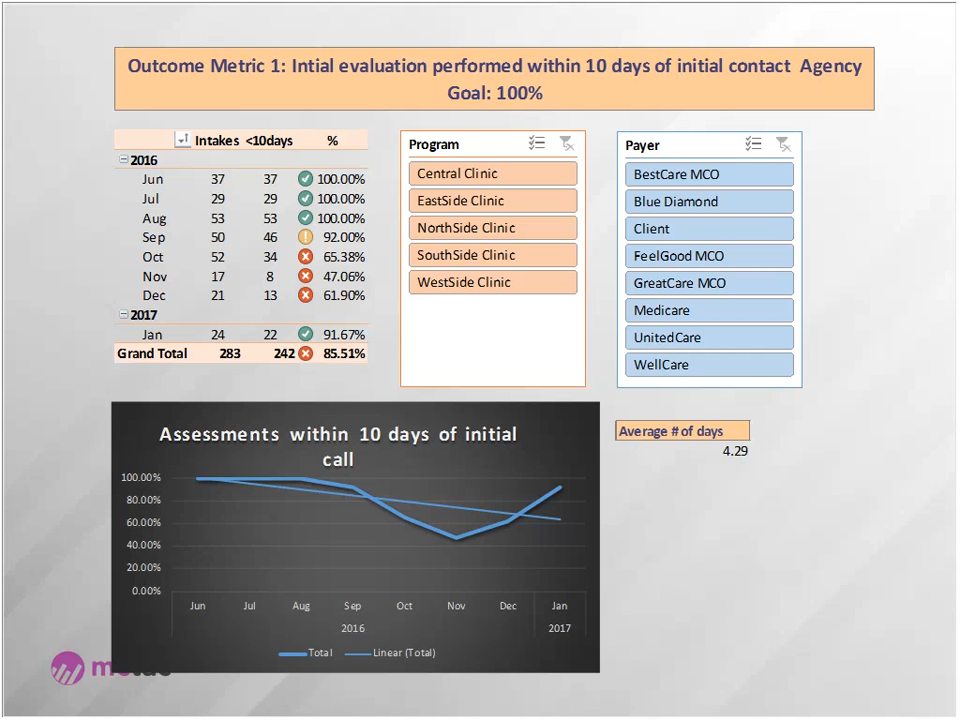 Outcome Metric 1: Intial evaluation performed within 10 days of initial contact Agency
Goal: 100%
Intakes <10days %
2016
Jun 37 37 100.00%
Jul 29 29 100.00%
Aug 53 53 100.00%
Sep 50 46 92.00%
Oct 52 34 65.38%
Nov 17 8 47.06%
Dec 21 13 61.90%
2017
Jan 24 22 91.67%
Grand Total 283 242 85.51%
Program
Central Clinic
EastSide Clinic
NorthSide Clinic
SouthSide Clinic
WestSide Clinic
Payer
BestCare MCO
Blue Diamond
Client
FeelGood MCO
GreatCare MCO
Medicare
UnitedCare
WellCare
Average # of days
4.29
Assessments within 10 days of initial
call
100.00%
80.00%
60.00%
40.00%
20.00%
0.00%
Jun Jul Aug Sep Oct Nov Dec Jan
2016 2017
Total Linear (Total)